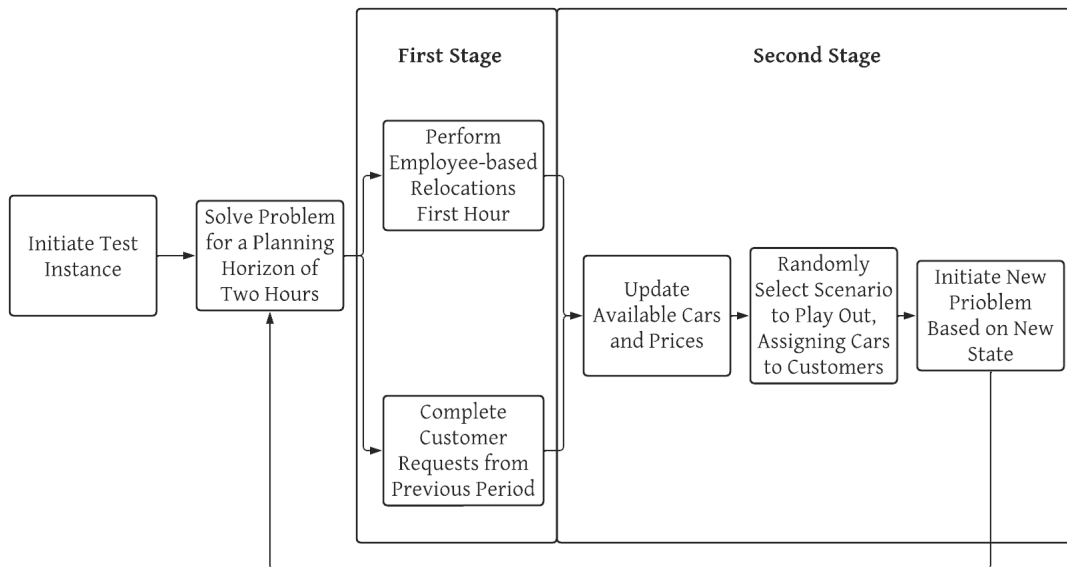 First Stage
Second Stage
Initiate Test
Instance
Solve Problem
for a Planning
Horizon of
Two Hours
Perform
Employee-based
Relocations
First Hour
Complete
Customer
Requests from
Previous Period
Update
Available Cars
and Prices
Randomly
Select Scenario
to Play Out,
Assigning Cars
to Customers
Initiate New
Prioblem
Based on New
State